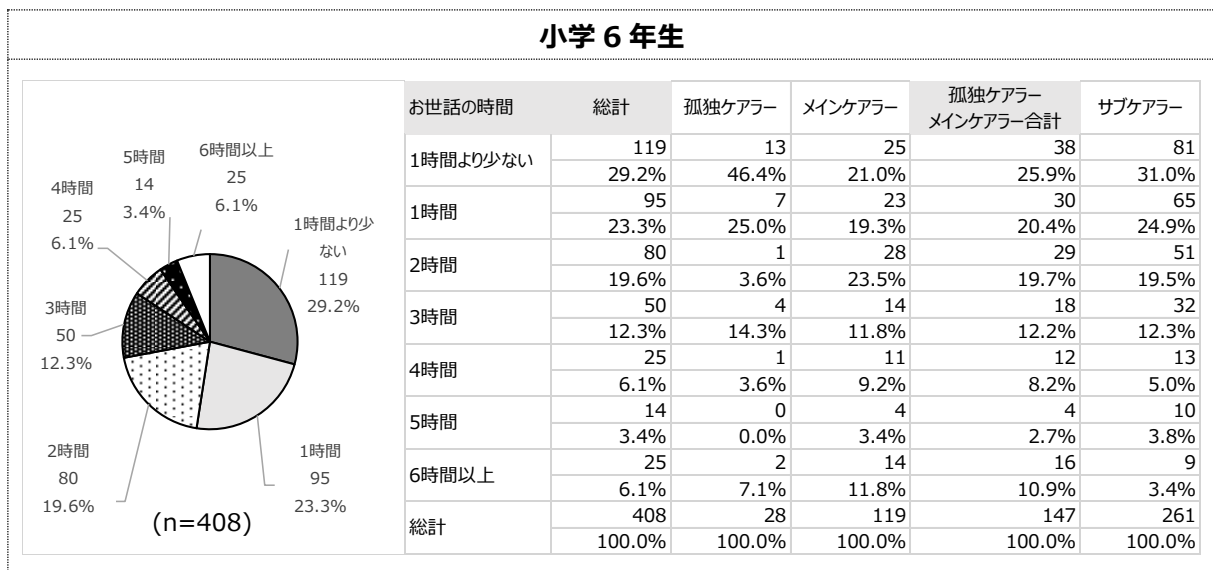 小学6年生
6時間以上
25
6.1%
5時間
14
3.4%
4時間
25
6.1%
1時間より少
ない
119
29.2%
3時間
50
12.3%
2時間
80
19.6%
1時間
95
23.3%
(n=408)
お世話の時間 総計 孤独ケアラー メインケアラー 孤独ケアラー サブケアラー
メインケアラー合計
1時間より少ない 119 13 25 38 81
29.2% 46.4% 21.0% 25.9% 31.0%
1時間 95 7 23 30 65
23.3% 25.0% 19.3% 20.4% 24.9%
2時間 80 1 28 29 51
19.6% 3.6% 23.5% 19.7% 19.5%
3時間 50 4 14 18 32
12.3% 14.3% 11.8% 12.2% 12.3%
4時間 25 1 11 12 13
6.1% 3.6% 9.2% 8.2% 5.0%
5時間 14 0 4 4 10
3.4% 0.0% 3.4% 2.7% 3.8%
6時間以上 25 2 14 16 9
6.1% 7.1% 11.8% 10.9% 3.4%
総計 408 28 119 147 261
100.0% 100.0% 100.0% 100.0% 100.0%